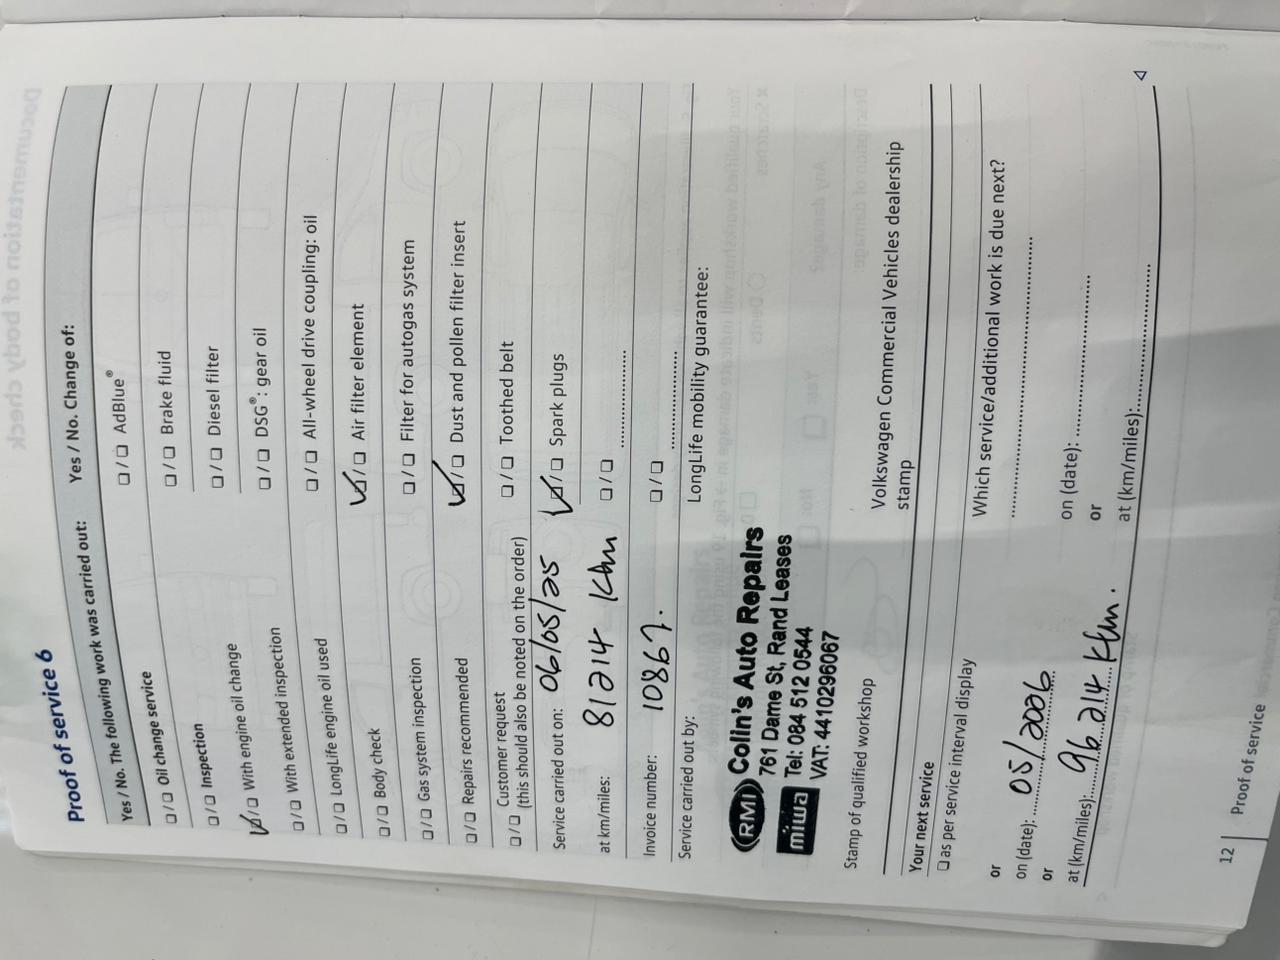 Proof of service 6
Yes / No. The following work was carried out:
☐ / ☐ Oil change service
☐ / ☐ Inspection
☑ / ☐ With engine oil change
☐ / ☐ With extended inspection
☐ / ☐ LongLife engine oil used
☐ / ☐ Body check
☐ / ☐ Gas system inspection
☐ / ☐ Repairs recommended
☐ / ☐ Customer request
(this should also be noted on the order)
Yes / No. Change of:
☐ / ☐ AdBlue®
☐ / ☐ Brake fluid
☐ / ☐ Diesel filter
☐ / ☐ DSG®: gear oil
☐ / ☐ All-wheel drive coupling: oil
☑ / ☐ Air filter element
☐ / ☐ Filter for autogas system
☑ / ☐ Dust and pollen filter insert
☐ / ☐ Toothed belt
☑ / ☐ Spark plugs
☐ / ☐ ....................
☐ / ☐ ....................
Service carried out on: 06/05/25
at km/miles: 81214 Km
Invoice number: 10867.
Service carried out by:
(RMI) Colin's Auto Repairs
761 Dame St, Rand Leases
miwa Tel: 084 512 0544
VAT: 4410296067
Stamp of qualified workshop
LongLife mobility guarantee:
Volkswagen Commercial Vehicles dealership
stamp
Your next service
☐ as per service interval display
or
on (date): 05/2006
or
at (km/miles): 96 214 Km.
Which service/additional work is due next?
on (date):
or
at (km/miles):
12 | Proof of service
Documentation of body check